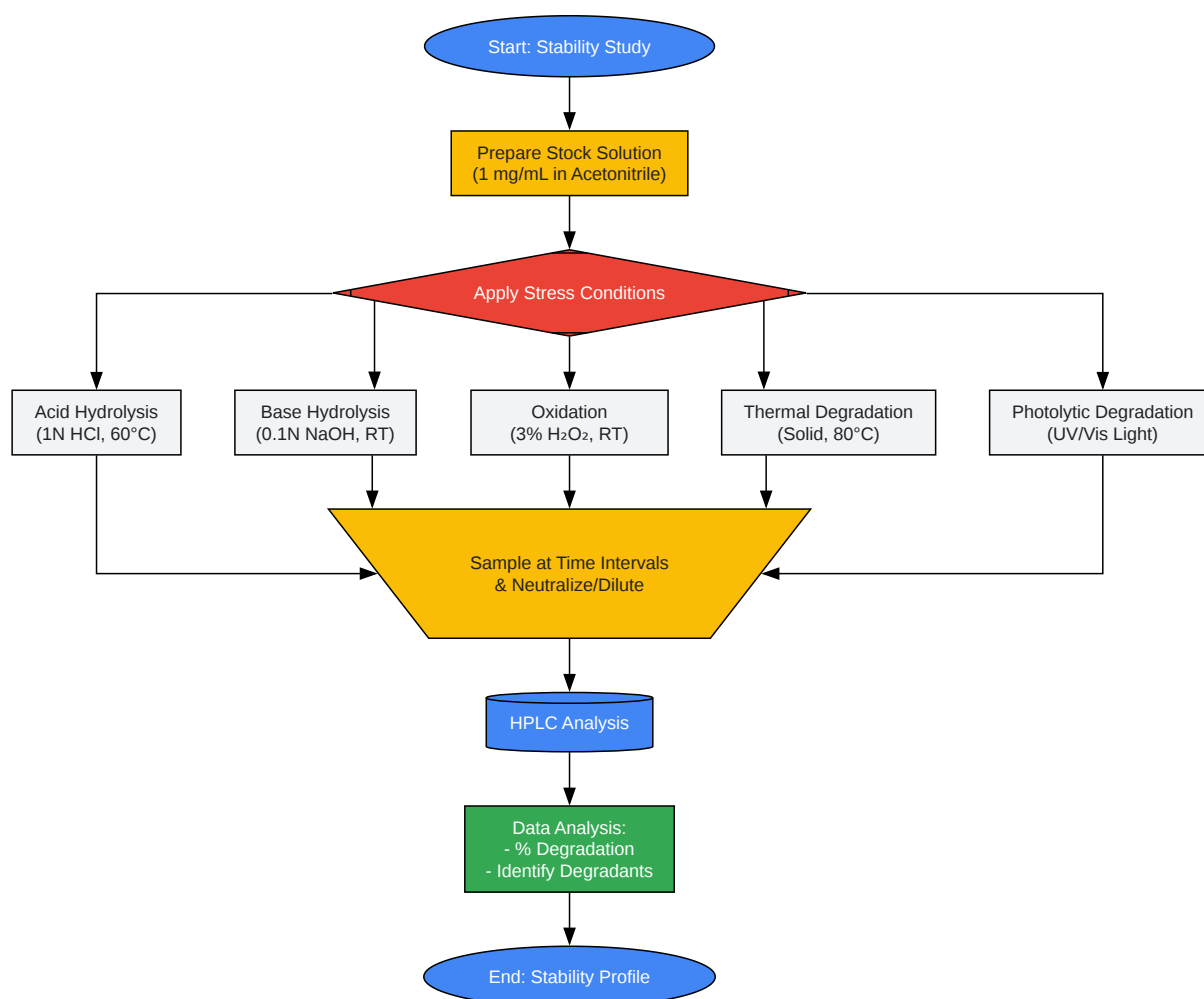 Start: Stability Study
Prepare Stock Solution
(1 mg/mL in Acetonitrile)
Apply Stress Conditions
Acid Hydrolysis
(1N HCl, 60°C)
Base Hydrolysis
(0.1N NaOH, RT)
Oxidation
(3% H₂O₂, RT)
Thermal Degradation
(Solid, 80°C)
Photolytic Degradation
(UV/Vis Light)
Sample at Time Intervals
& Neutralize/Dilute
HPLC Analysis
Data Analysis:
- % Degradation
- Identify Degradants
End: Stability Profile